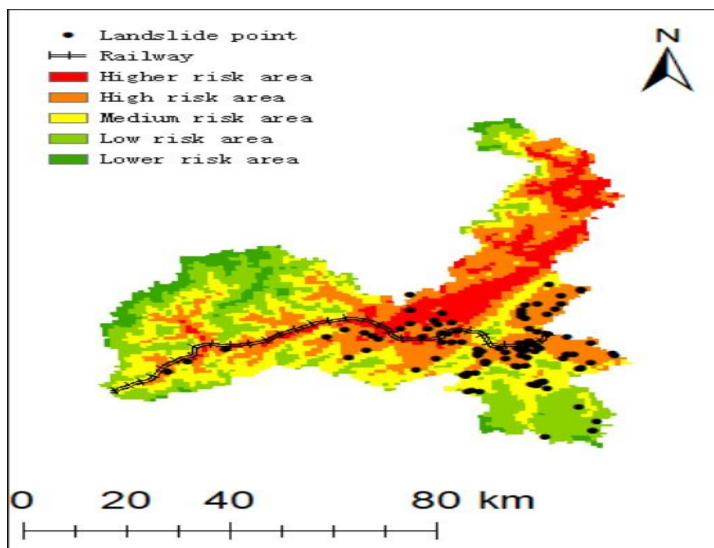 Landslide point
N
Railway
Higher risk area
High risk area
Medium risk area
Low risk area
Lower risk area
0 20 40 80 km